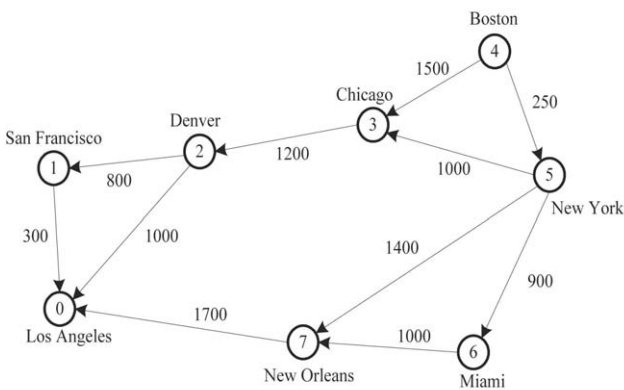 Boston
4
1500
250
Chicago
3
Denver
2
1200
1000
5
New York
San Francisco
1
800
300
1000
1400
900
0
Los Angeles
1700
7
New Orleans
1000
6
Miami